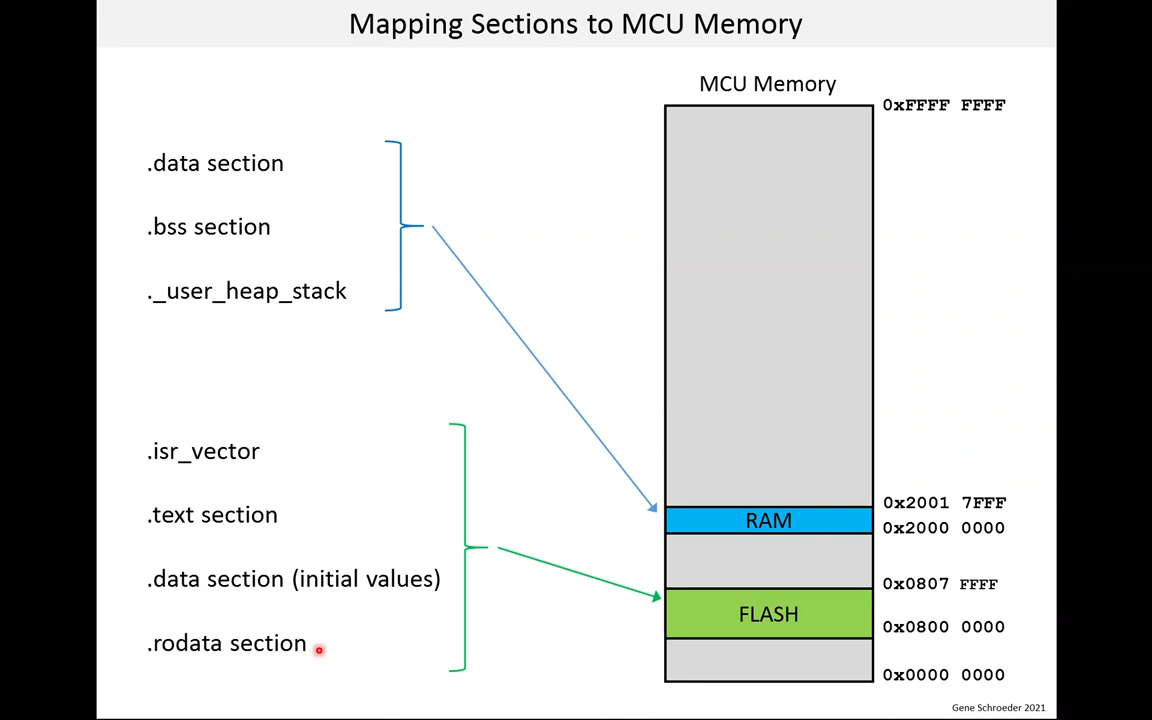 Mapping Sections to MCU Memory
MCU Memory
0xFFFF FFFF
.data section
.bss section
._user_heap_stack
.isr_vector
.text section
.data section (initial values)
.rodata section
0x2001 7FFF
RAM
0x2000 0000
0x0807 FFFF
FLASH
0x0800 0000
0x0000 0000
Gene Schroeder 2021